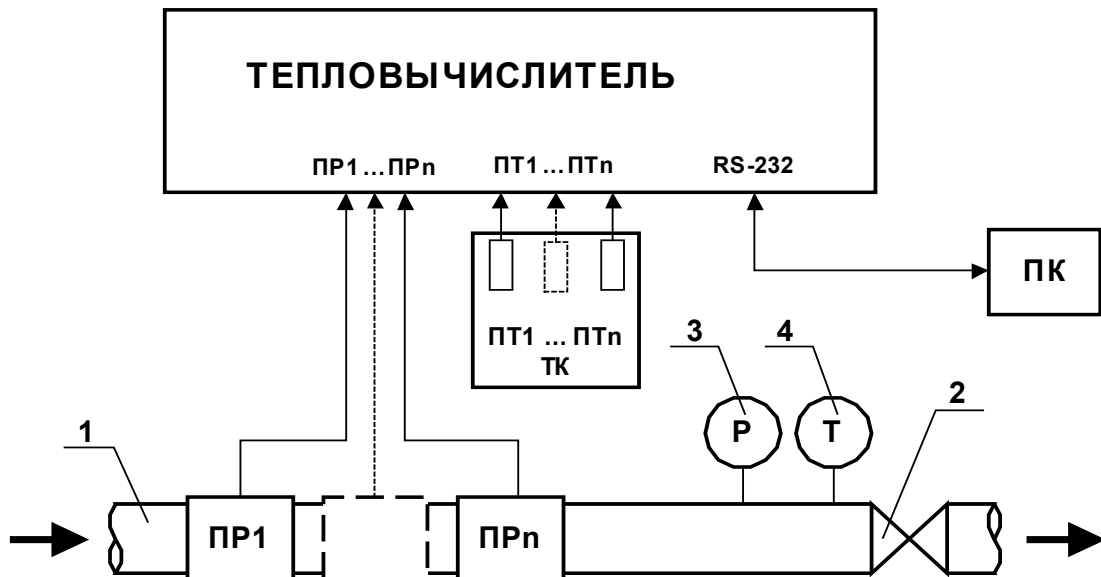 ТЕПЛОВЫЧИСЛИТЕЛЬ
ПР1 ... ПРn ПТ1 ... ПТn RS-232
ПК
ПТ1 ... ПТn
ТК
3 4
2
1
Р Т
ПР1 ПРn